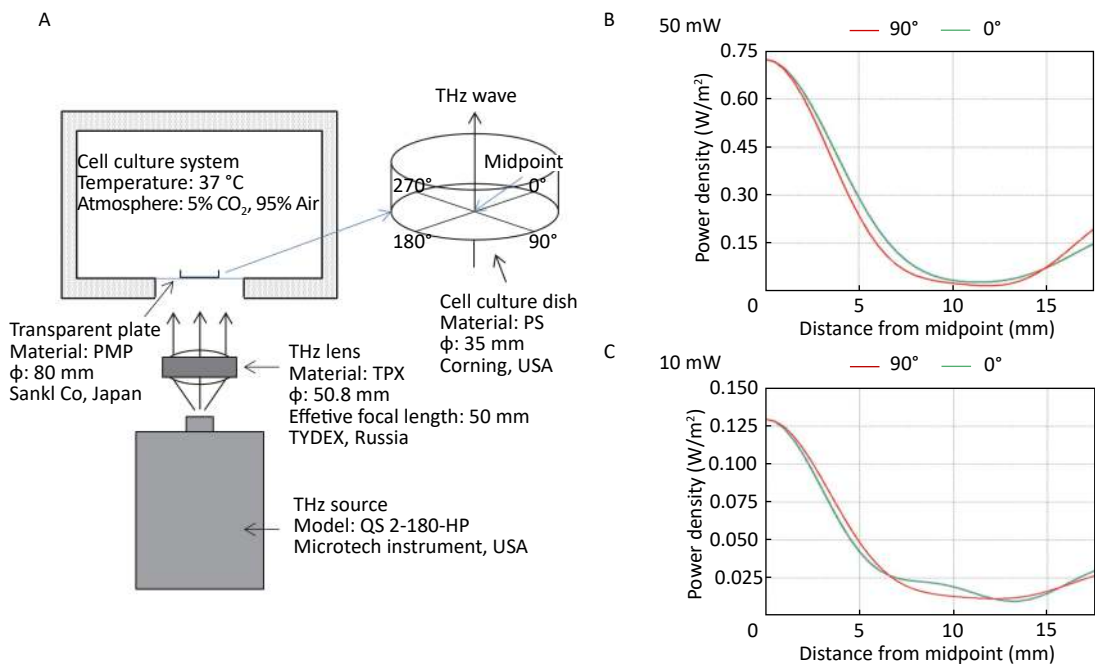 A
Cell culture system
Temperature: 37 °C
Atmosphere: 5% CO₂, 95% Air
THz wave
Midpoint
270°
0°
180°
90°
Cell culture dish
Material: PS
ϕ: 35 mm
Corning, USA
Transparent plate
Material: PMP
ϕ: 80 mm
Sankl Co, Japan
THz lens
Material: TPX
ϕ: 50.8 mm
Effetive focal length: 50 mm
TYDEX, Russia
THz source
Model: QS 2-180-HP
Microtech instrument, USA
B
50 mW
90°
0°
Power density (W/m²)
0.75
0.60
0.45
0.30
0.15
0
5
10
15
Distance from midpoint (mm)
C
10 mW
90°
0°
Power density (W/m²)
0.150
0.125
0.100
0.075
0.050
0.025
0
5
10
15
Distance from midpoint (mm)